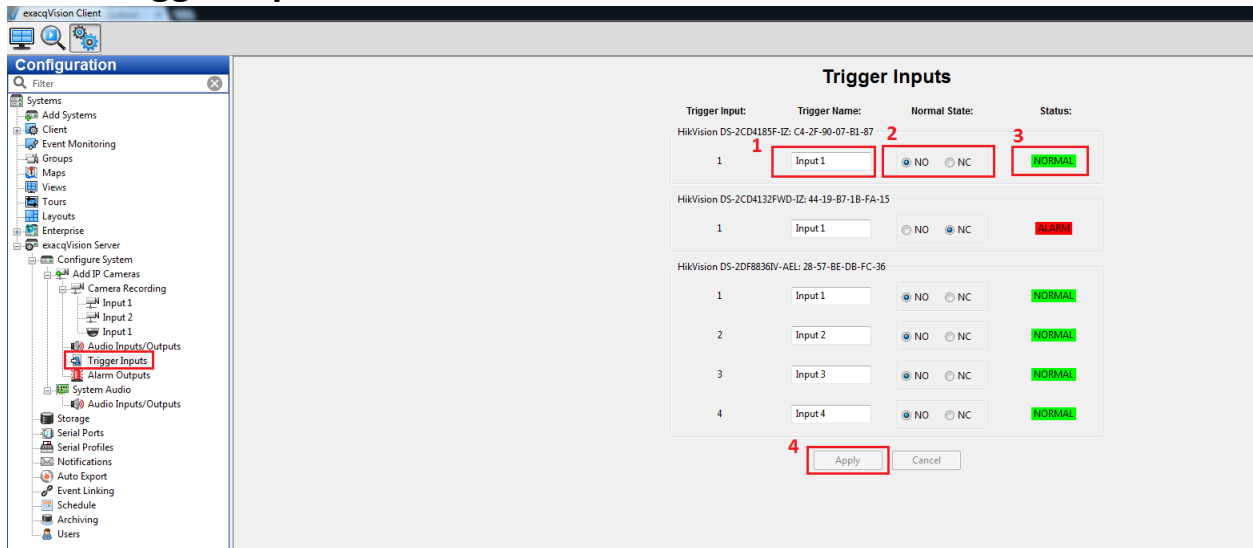 exacqVision Client
Configuration
Filter
Systems
Add Systems
Client
Event Monitoring
Groups
Maps
Views
Tours
Layouts
Enterprise
exacqVision Server
Configure System
Add IP Cameras
Camera Recording
Input 1
Input 2
Input 1
Audio Inputs/Outputs
Trigger Inputs
Alarm Outputs
System Audio
Audio Inputs/Outputs
Storage
Serial Ports
Serial Profiles
Notifications
Auto Export
Event Linking
Schedule
Archiving
Users
Trigger Inputs
Trigger Input: Trigger Name: Normal State: Status:
HikVision DS-2CD4185F-IZ: C4-2F-90-07-B1-87
1 2 3
1 Input 1 NO NC NORMAL
HikVision DS-2CD4132FWD-IZ: 44-19-B7-1B-FA-15
1 Input 1 NO NC ALARM
HikVision DS-2DF8836IV-AEL: 28-57-BE-DB-FC-36
1 Input 1 NO NC NORMAL
2 Input 2 NO NC NORMAL
3 Input 3 NO NC NORMAL
4 Input 4 NO NC NORMAL
4
Apply Cancel